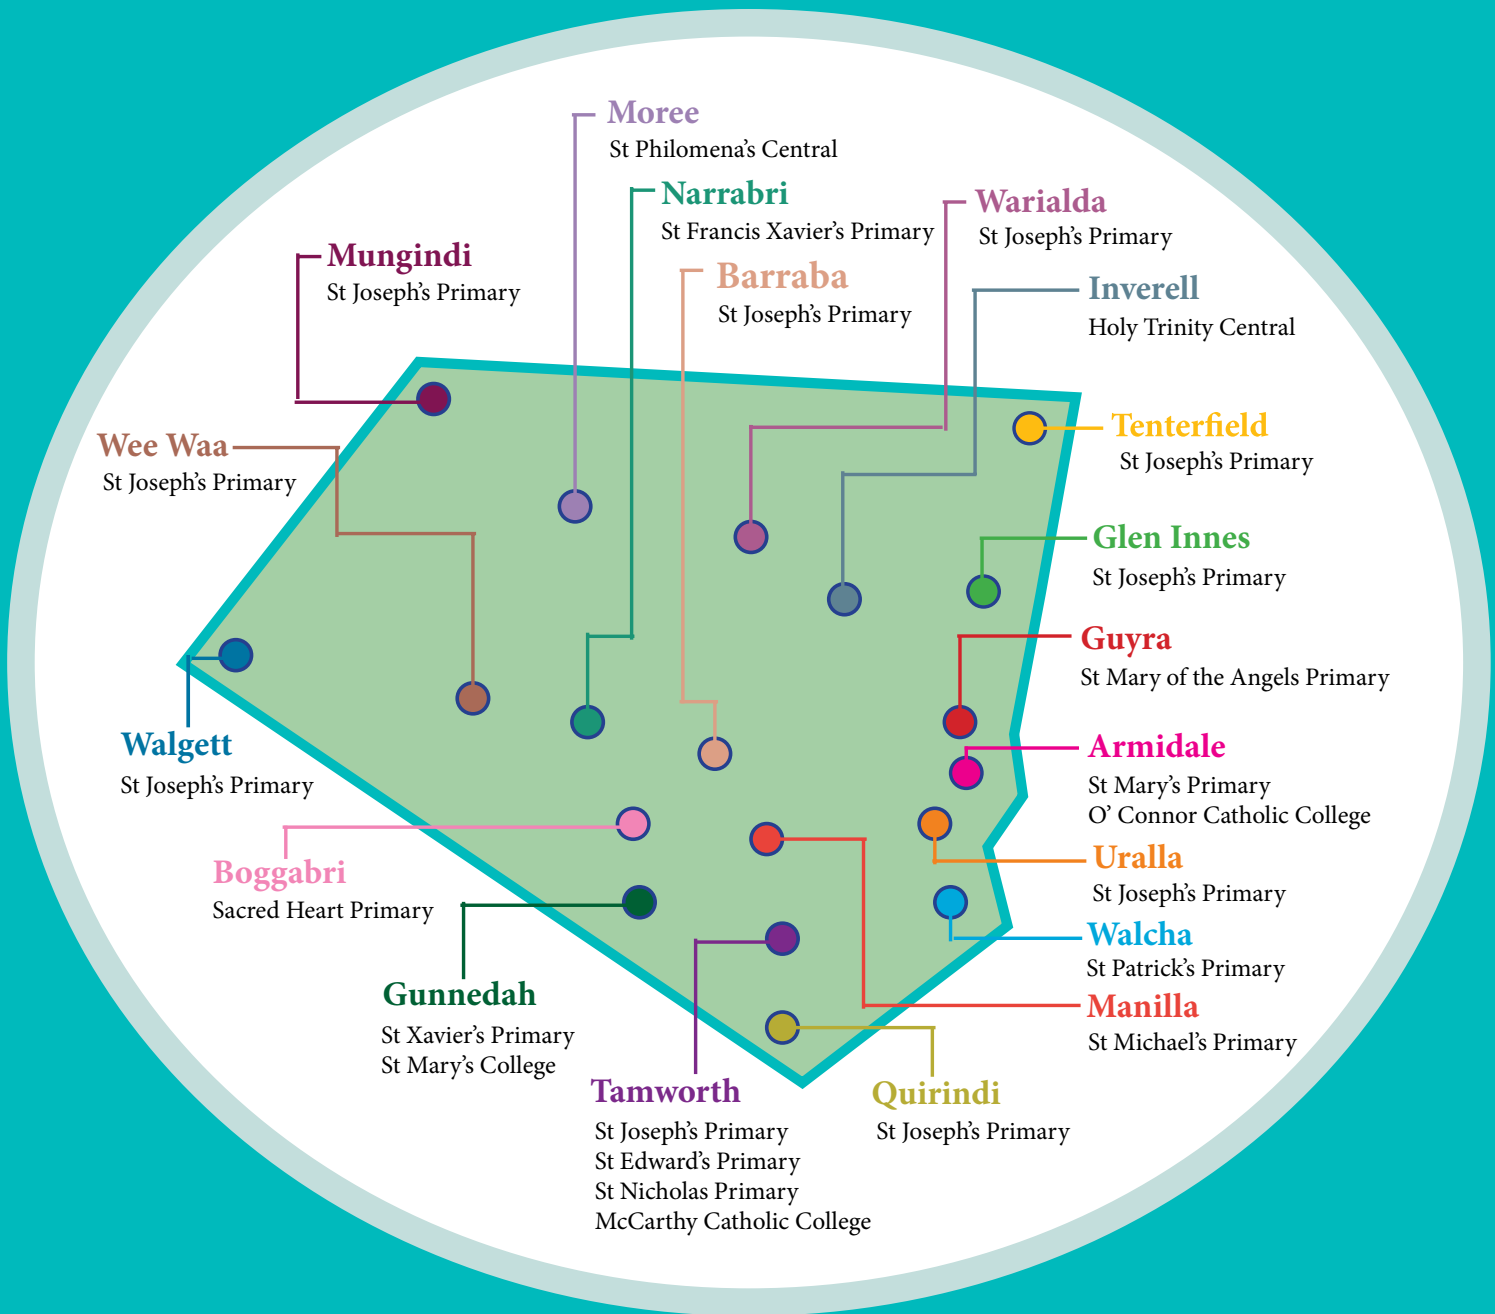 Moree
St Philomena's Central
Narrabri
St Francis Xavier's Primary
Warialda
St Joseph's Primary
Mungindi
St Joseph's Primary
Barraba
St Joseph's Primary
Inverell
Holy Trinity Central
Tenterfield
St Joseph's Primary
Wee Waa
St Joseph's Primary
Glen Innes
St Joseph's Primary
Guyra
St Mary of the Angels Primary
Walgett
St Joseph's Primary
Armidale
St Mary's Primary
O' Connor Catholic College
Uralla
St Joseph's Primary
Boggabri
Sacred Heart Primary
Walcha
St Patrick's Primary
Gunnedah
St Xavier's Primary
St Mary's College
Manilla
St Michael's Primary
Tamworth
St Joseph's Primary
St Edward's Primary
St Nicholas Primary
McCarthy Catholic College
Quirindi
St Joseph's Primary